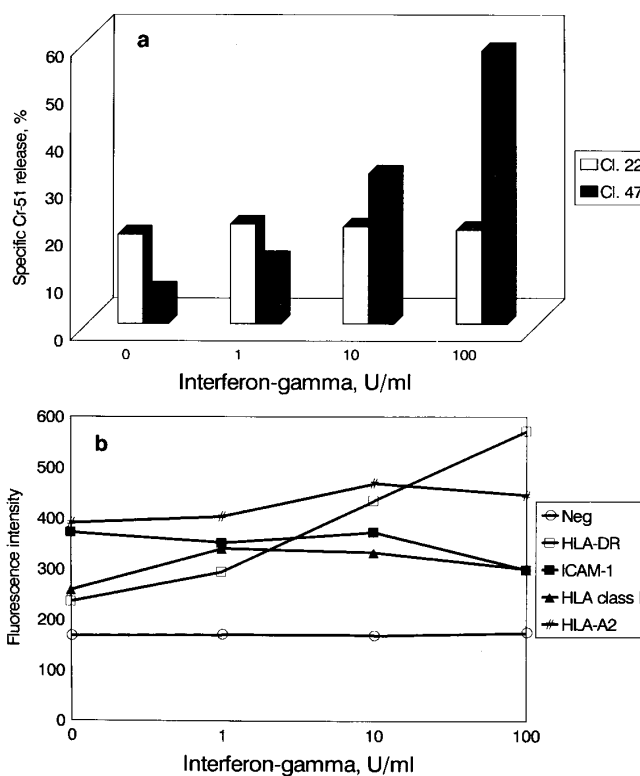 a
60
50
40
30
20
10
0
Specific Cr-51 release, %
Cl. 22
Cl. 47
0 1 10 100
Interferon-gamma, U/ml
b
600
500
400
300
200
100
0
Fluorescence intensity
Neg
HLA-DR
ICAM-1
HLA class I
HLA-A2
0 1 10 100
Interferon-gamma, U/ml